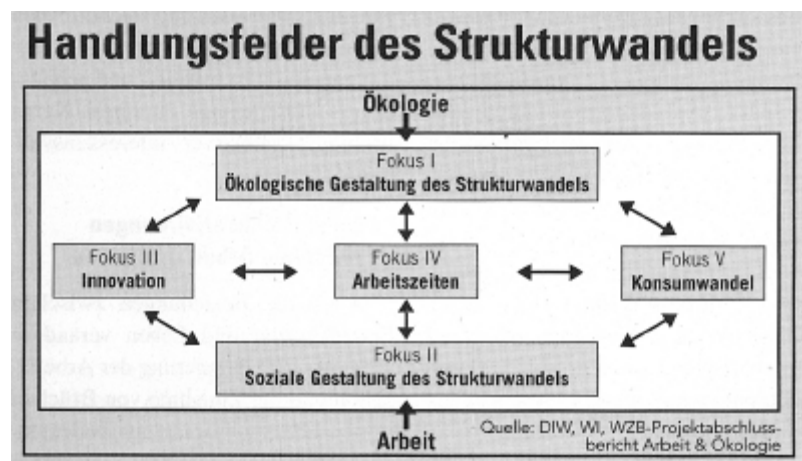 Handlungsfelder des Strukturwandels
Ökologie
Fokus I
Ökologische Gestaltung des Strukturwandels
Fokus III
Innovation
Fokus IV
Arbeitszeiten
Fokus V
Konsumwandel
Fokus II
Soziale Gestaltung des Strukturwandels
Arbeit
Quelle: DIW, WI, WZB-Projektabschluss-
bericht Arbeit & Ökologie